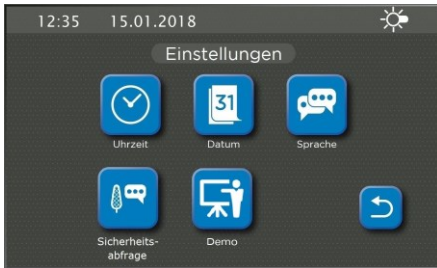 12:35 15.01.2018
Einstellungen
31
Uhrzeit Datum Sprache
Sicherheits-
abfrage
Demo